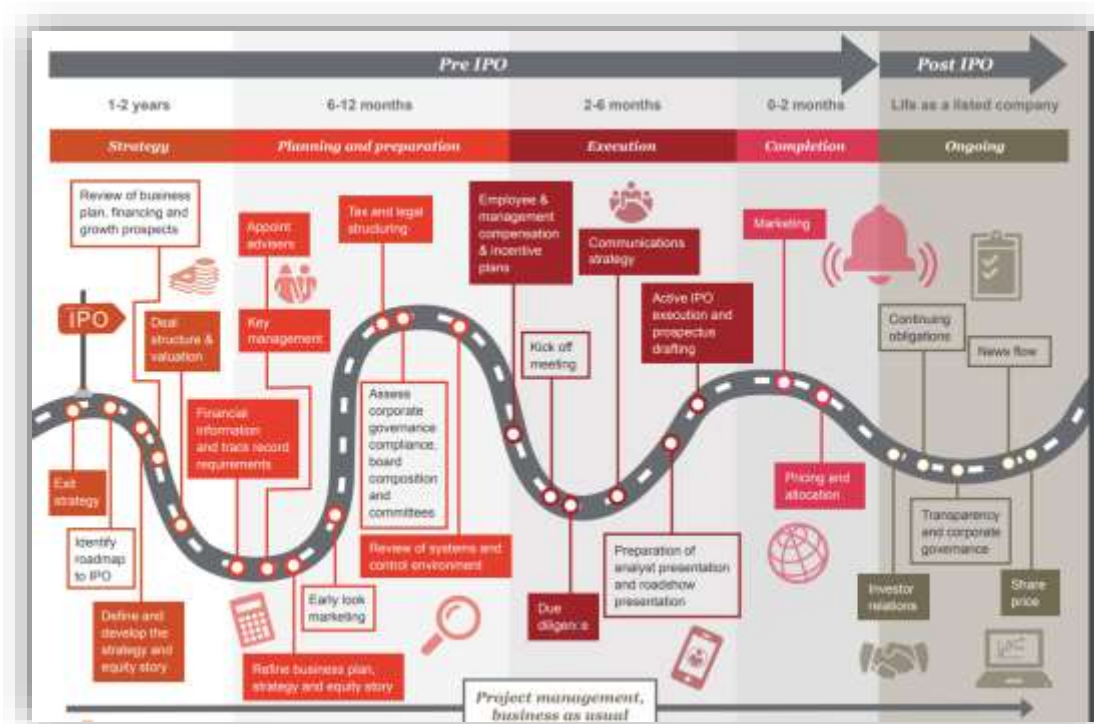 Pre IPO
Post IPO
1-2 years
6-12 months
2-6 months
0-2 months
Life as a listed company
Strategy
Planning and preparation
Execution
Completion
Ongoing
Review of business
plan, financing and
growth prospects
IPO
Deal
structure &
valuation
Exit
strategy
Identify
roadmap
to IPO
Define and
develop the
strategy and
equity story
Appoint
advisers
Key
management
Financial
information
and track record
requirements
Tax and legal
structuring
Assess
corporate
governance
compliance,
board
composition
and
committees
Review of systems and
control environment
Early look
marketing
Refine business plan,
strategy and equity story
Employee &
management
compensation
& incentive
plans
Kick off
meeting
Due
diligence
Communications
strategy
Active IPO
execution and
prospectus
drafting
Preparation of
analyst presentation
and roadshow
presentation
Marketing
Pricing and
allocation
Continuing
obligations
News flow
Transparency
and corporate
governance
Investor
relations
Share
price
Project management,
business as usual